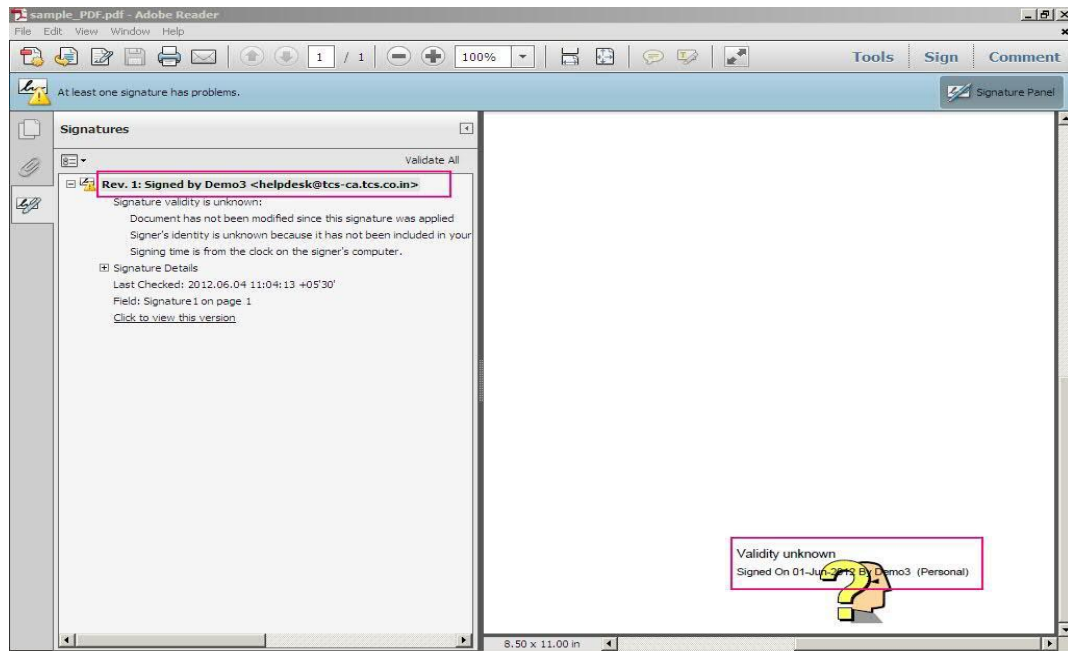 sample_PDF.pdf - Adobe Reader
File Edit View Window Help
1 / 1 100% Tools Sign Comment
At least one signature has problems.
Signature Panel
Signatures
Validate All
Rev. 1: Signed by Demo3 <helpdesk@tcs-ca.tcs.co.in>
Signature validity is unknown:
Document has not been modified since this signature was applied
Signer's identity is unknown because it has not been included in your
Signing time is from the clock on the signer's computer.
Signature Details
Last Checked: 2012.06.04 11:04:13 +05'30'
Field: Signature1 on page 1
Click to view this version
Validity unknown
Signed On 01-Jun-2012 By Demo3 (Personal)
8.50 x 11.00 in